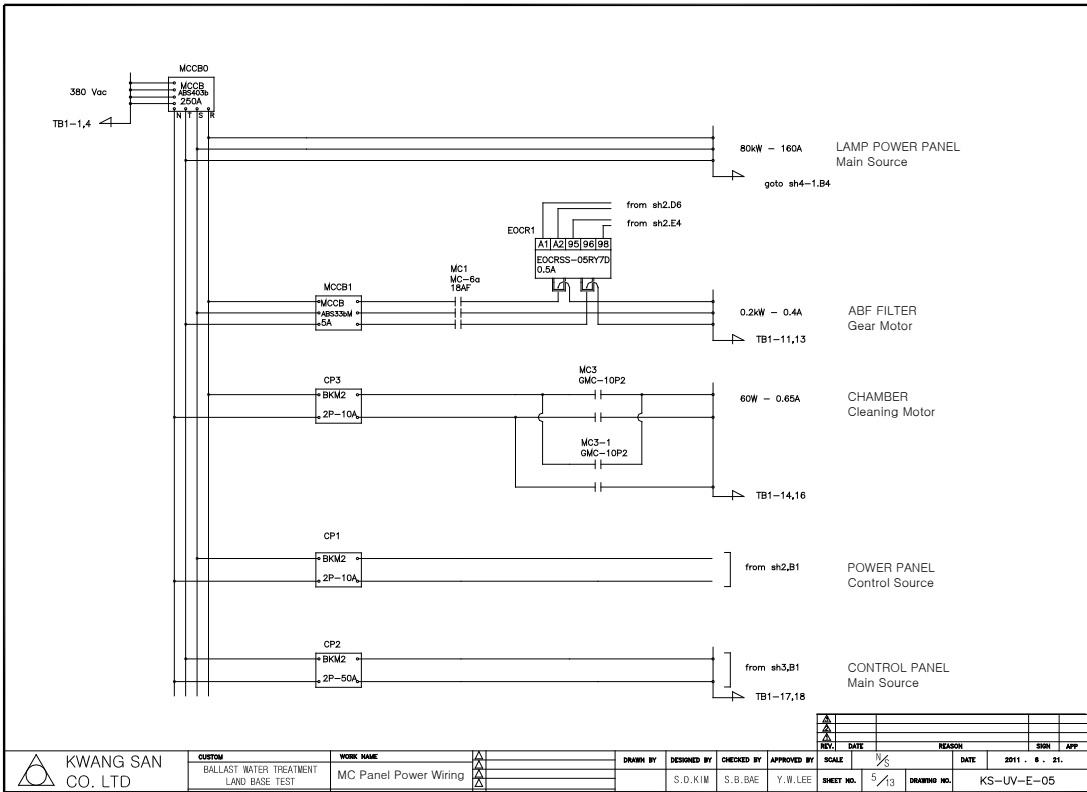 MCCB0
380 Vac
MCCB
ABS403b
250A
N T S R
TB1-1,4
80kW - 160A
LAMP POWER PANEL
Main Source
goto sh4-1.B4
from sh2.D6
from sh2.E4
EOCR1
A1 A2 95 96 98
EOCRSS-05RY7D
0.5A
MC1
MC-6a
18AF
MCCB1
MCCB
ABS33bM
5A
0.2kW - 0.4A
ABF FILTER
Gear Motor
TB1-11,13
CP3
BKM2
2P-10A
MC3
GMC-10P2
60W - 0.65A
CHAMBER
Cleaning Motor
MC3-1
GMC-10P2
TB1-14,16
CP1
BKM2
2P-10A
from sh2,B1
POWER PANEL
Control Source
CP2
BKM2
2P-50A
from sh3,B1
CONTROL PANEL
Main Source
TB1-17,18
REV. DATE REASON SIGN APP
KWANG SAN
CO. LTD
CUSTOM
BALLAST WATER TREATMENT
LAND BASE TEST
WORK NAME
MC Panel Power Wiring
DRAWN BY DESIGNED BY CHECKED BY APPROVED BY
S.D.KIM S.B.BAE Y.W.LEE
SCALE N/S DATE 2011 . 6 . 21.
SHEET NO. 5/13 DRAWING NO. KS-UV-E-05